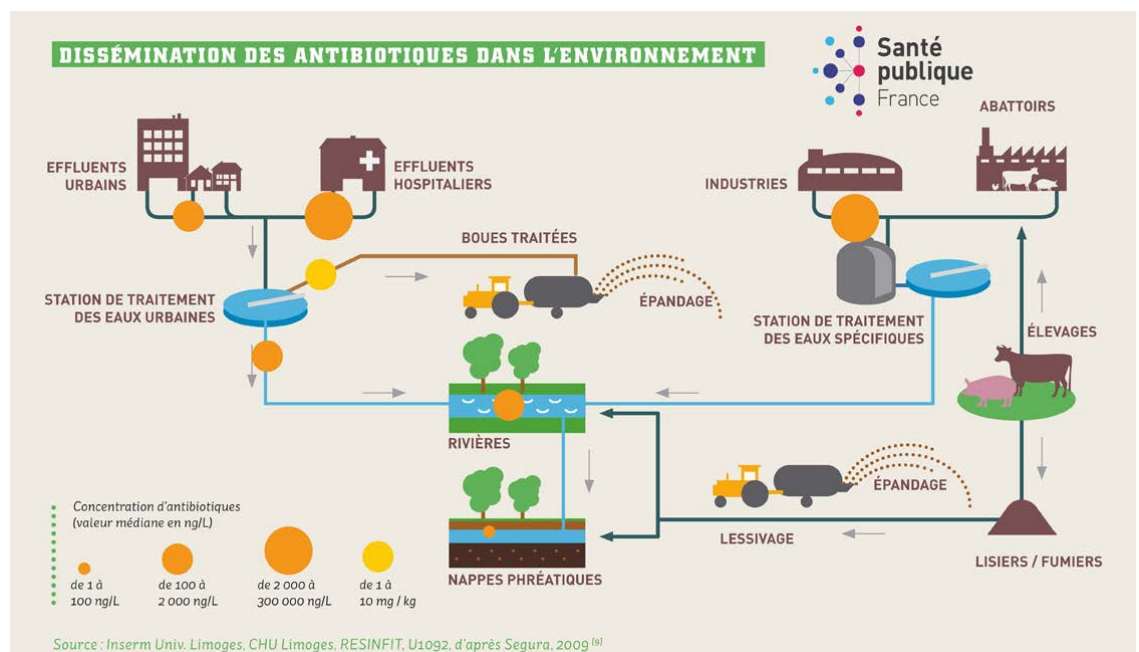 DISSÉMINATION DES ANTIBIOTIQUES DANS L'ENVIRONNEMENT
Santé
publique
France
ABATTOIRS
EFFLUENTS
URBAINS
EFFLUENTS
HOSPITALIERS
INDUSTRIES
BOUES TRAITÉES
STATION DE TRAITEMENT
DES EAUX URBAINES
ÉPANDAGE
STATION DE TRAITEMENT
DES EAUX SPÉCIFIQUES
ÉLEVAGES
RIVIÈRES
ÉPANDAGE
LESSIVAGE
LISIERS / FUMIERS
NAPPES PHRÉATIQUES
Concentration d'antibiotiques
(valeur médiane en ng/L)
de 1 à
100 ng/L
de 100 à
2 000 ng/L
de 2 000 à
300 000 ng/L
de 1 à
10 mg / kg
Source : Inserm Univ. Limoges, CHU Limoges, RESINFIT, U1092, d'après Segura, 2009 [9]